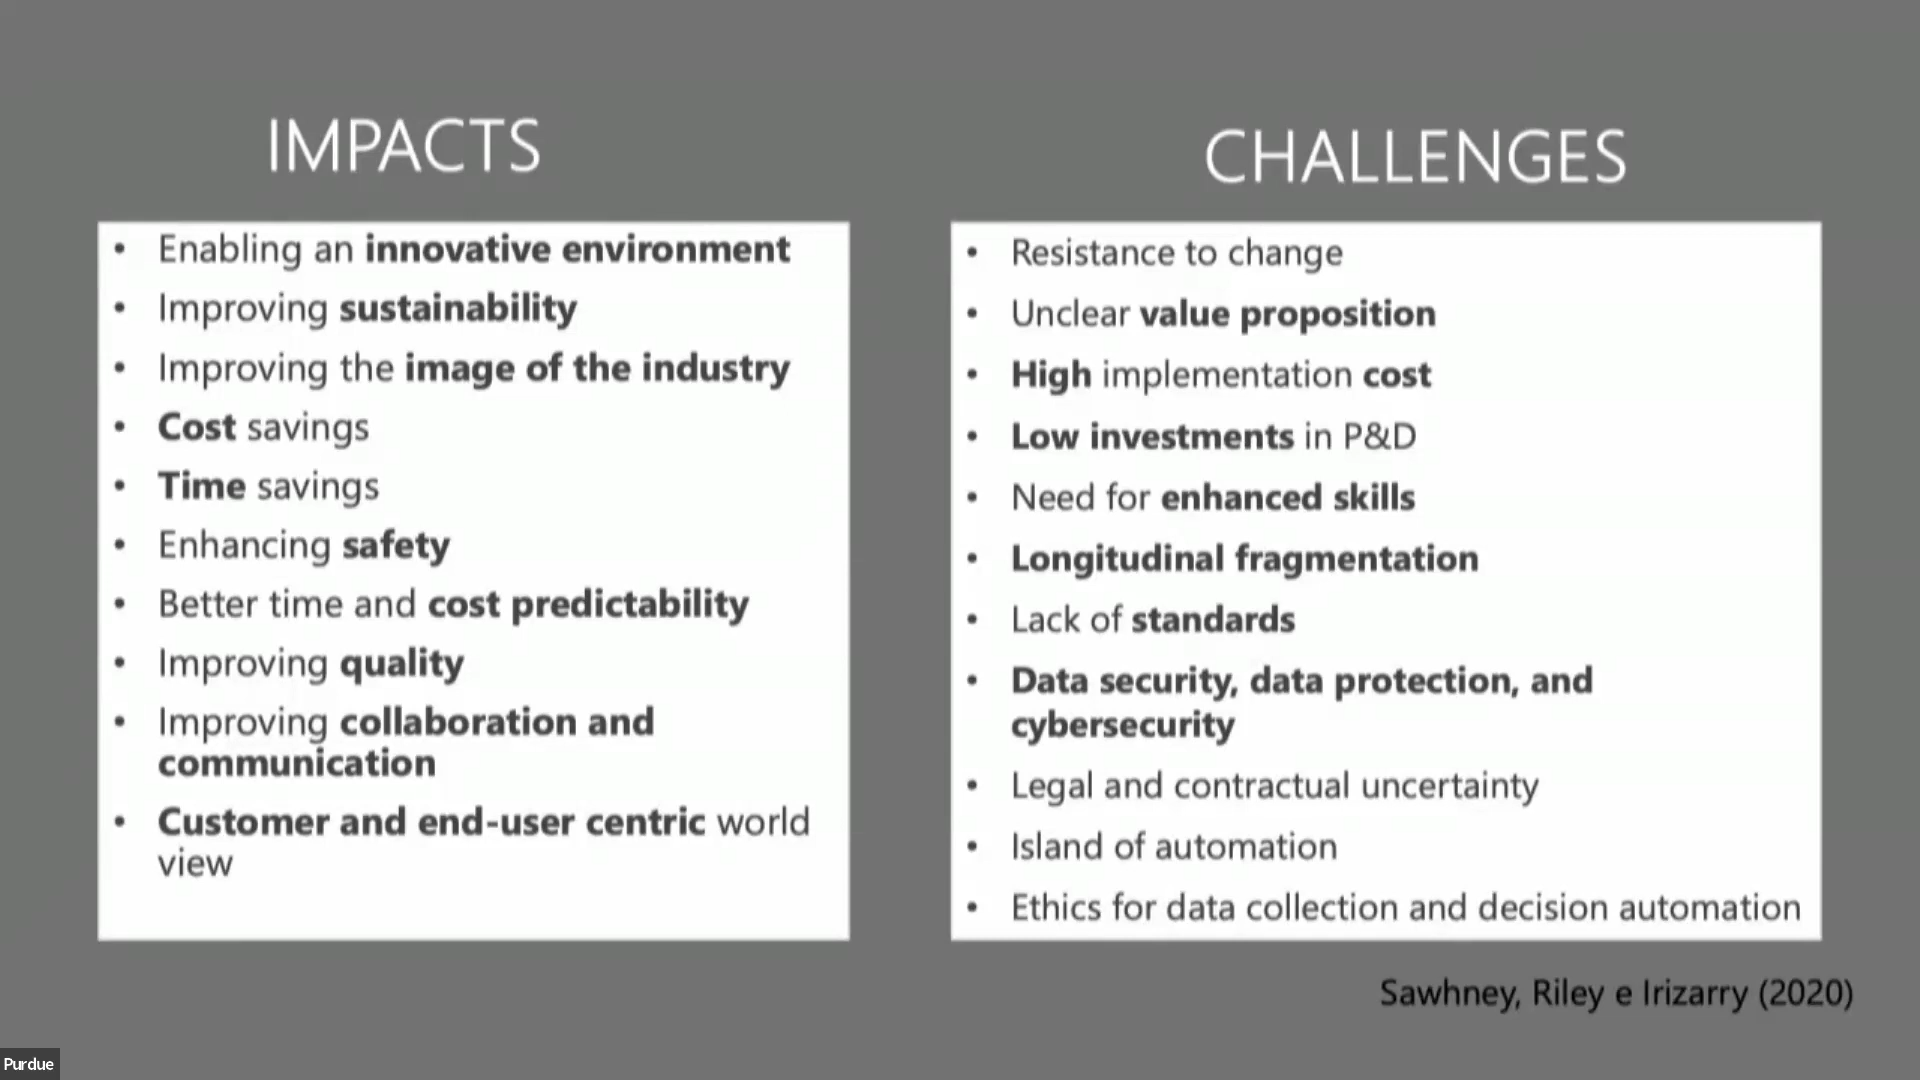 IMPACTS
• Enabling an innovative environment
• Improving sustainability
• Improving the image of the industry
• Cost savings
• Time savings
• Enhancing safety
• Better time and cost predictability
• Improving quality
• Improving collaboration and
communication
• Customer and end-user centric world
view
CHALLENGES
• Resistance to change
• Unclear value proposition
• High implementation cost
• Low investments in P&D
• Need for enhanced skills
• Longitudinal fragmentation
• Lack of standards
• Data security, data protection, and
cybersecurity
• Legal and contractual uncertainty
• Island of automation
• Ethics for data collection and decision automation
Sawhney, Riley e Irizarry (2020)
Purdue